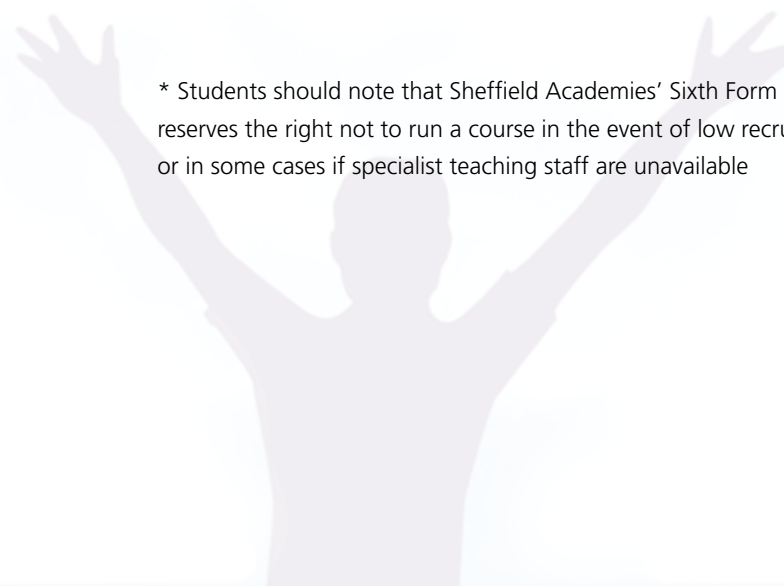 * Students should note that Sheffield Academies’ Sixth Form
reserves the right not to run a course in the event of low
or in some cases if specialist teaching staff are unavailable